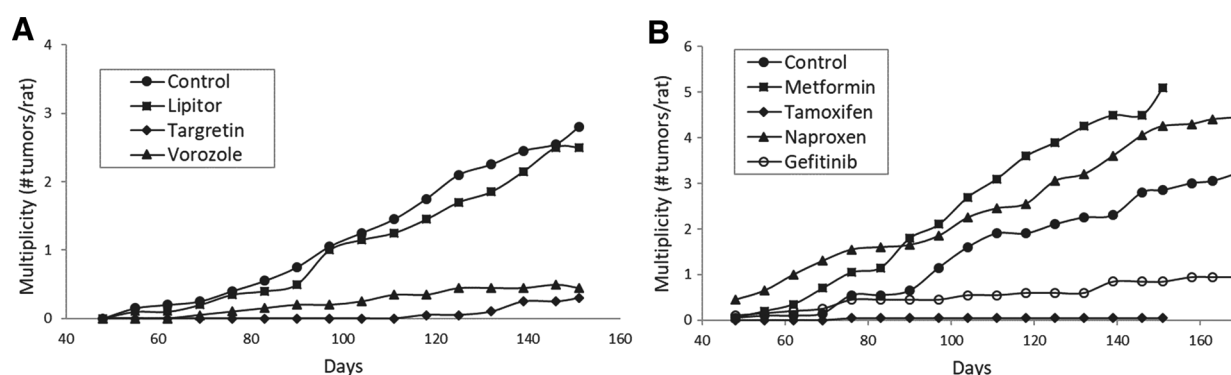 A
Multiplicity (#tumors/rat)
4
3
2
1
0
Control
Lipitor
Targretin
Vorozole
40 60 80 100 120 140 160
Days
B
Multiplicity (#tumors/rat)
6
5
4
3
2
1
0
Control
Metformin
Tamoxifen
Naproxen
Gefitinib
40 60 80 100 120 140 160
Days